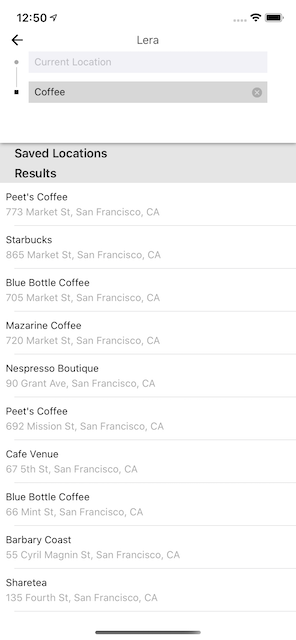 12:50
Lera
Current Location
Coffee
Saved Locations
Results
Peet's Coffee
773 Market St, San Francisco, CA
Starbucks
865 Market St, San Francisco, CA
Blue Bottle Coffee
705 Market St, San Francisco, CA
Mazarine Coffee
720 Market St, San Francisco, CA
Nespresso Boutique
90 Grant Ave, San Francisco, CA
Peet's Coffee
692 Mission St, San Francisco, CA
Cafe Venue
67 5th St, San Francisco, CA
Blue Bottle Coffee
66 Mint St, San Francisco, CA
Barbary Coast
55 Cyril Magnin St, San Francisco, CA
Sharetea
135 Fourth St, San Francisco, CA